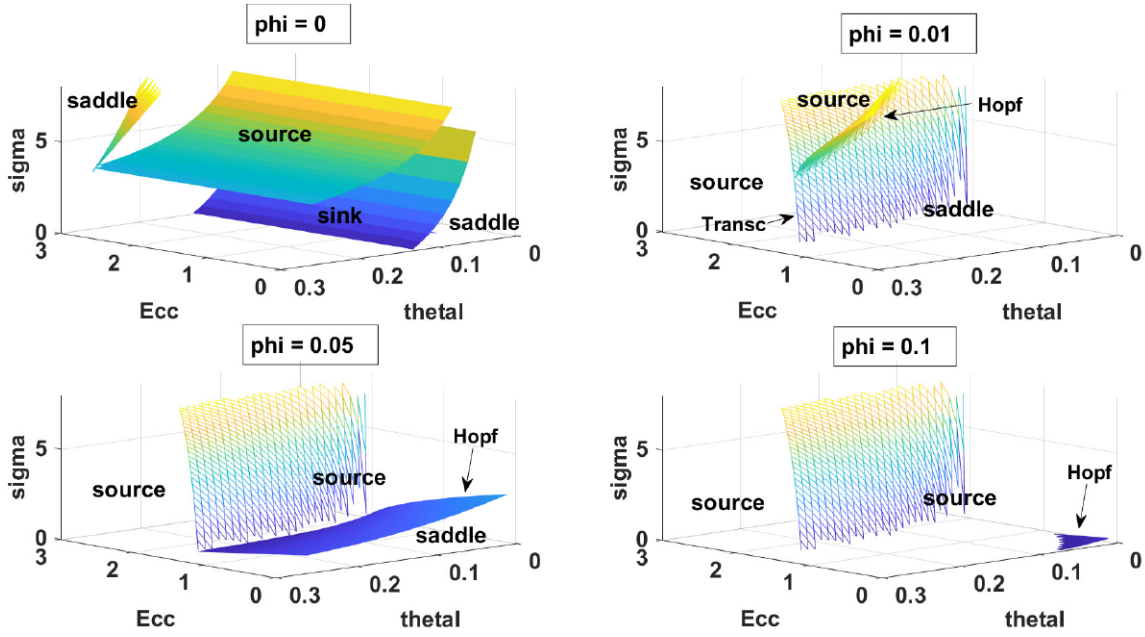 phi = 0
saddle
source
sink
saddle
sigma
5
0
3
2
1
0
Ecc
0.3
0.2
0.1
0
thetal
phi = 0.01
source
Hopf
source
Transc
saddle
sigma
5
0
3
2
1
0
Ecc
0.3
0.2
0.1
0
thetal
phi = 0.05
Hopf
source
source
saddle
sigma
5
0
3
2
1
0
Ecc
0.3
0.2
0.1
0
thetal
phi = 0.1
Hopf
source
source
sigma
5
0
3
2
1
0
Ecc
0.3
0.2
0.1
0
thetal